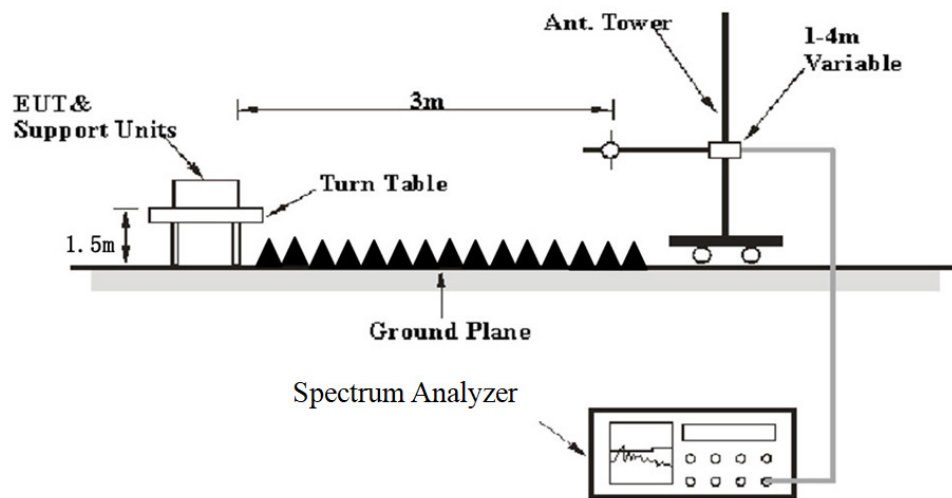 Ant. Tower
1-4m
Variable
EUT &
Support Units
3m
Turn Table
1.5m
Ground Plane
Spectrum Analyzer